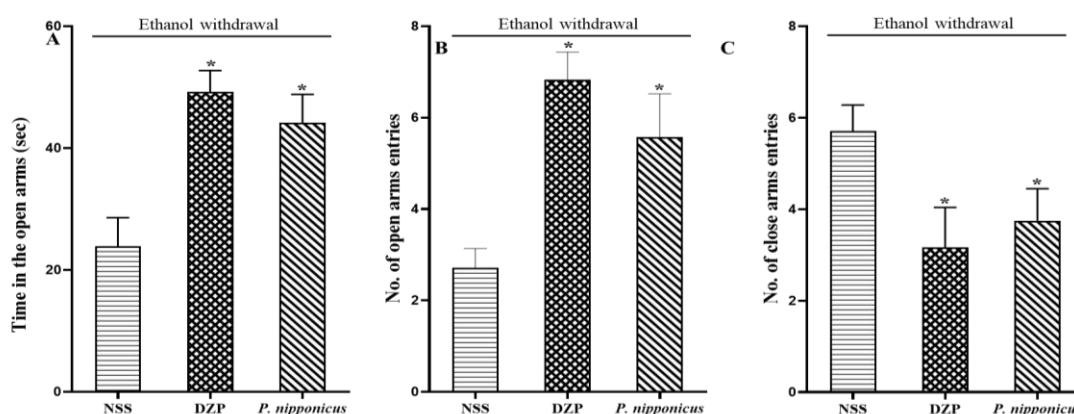 Ethanol withdrawal
A
Time in the open arms (sec)
60
40
20
0
*
*
NSS
DZP
P. nipponicus
Ethanol withdrawal
B
No. of open arms entries
8
6
4
2
0
*
*
NSS
DZP
P. nipponicus
Ethanol withdrawal
C
No. of close arms entries
8
6
4
2
0
*
*
NSS
DZP
P. nipponicus